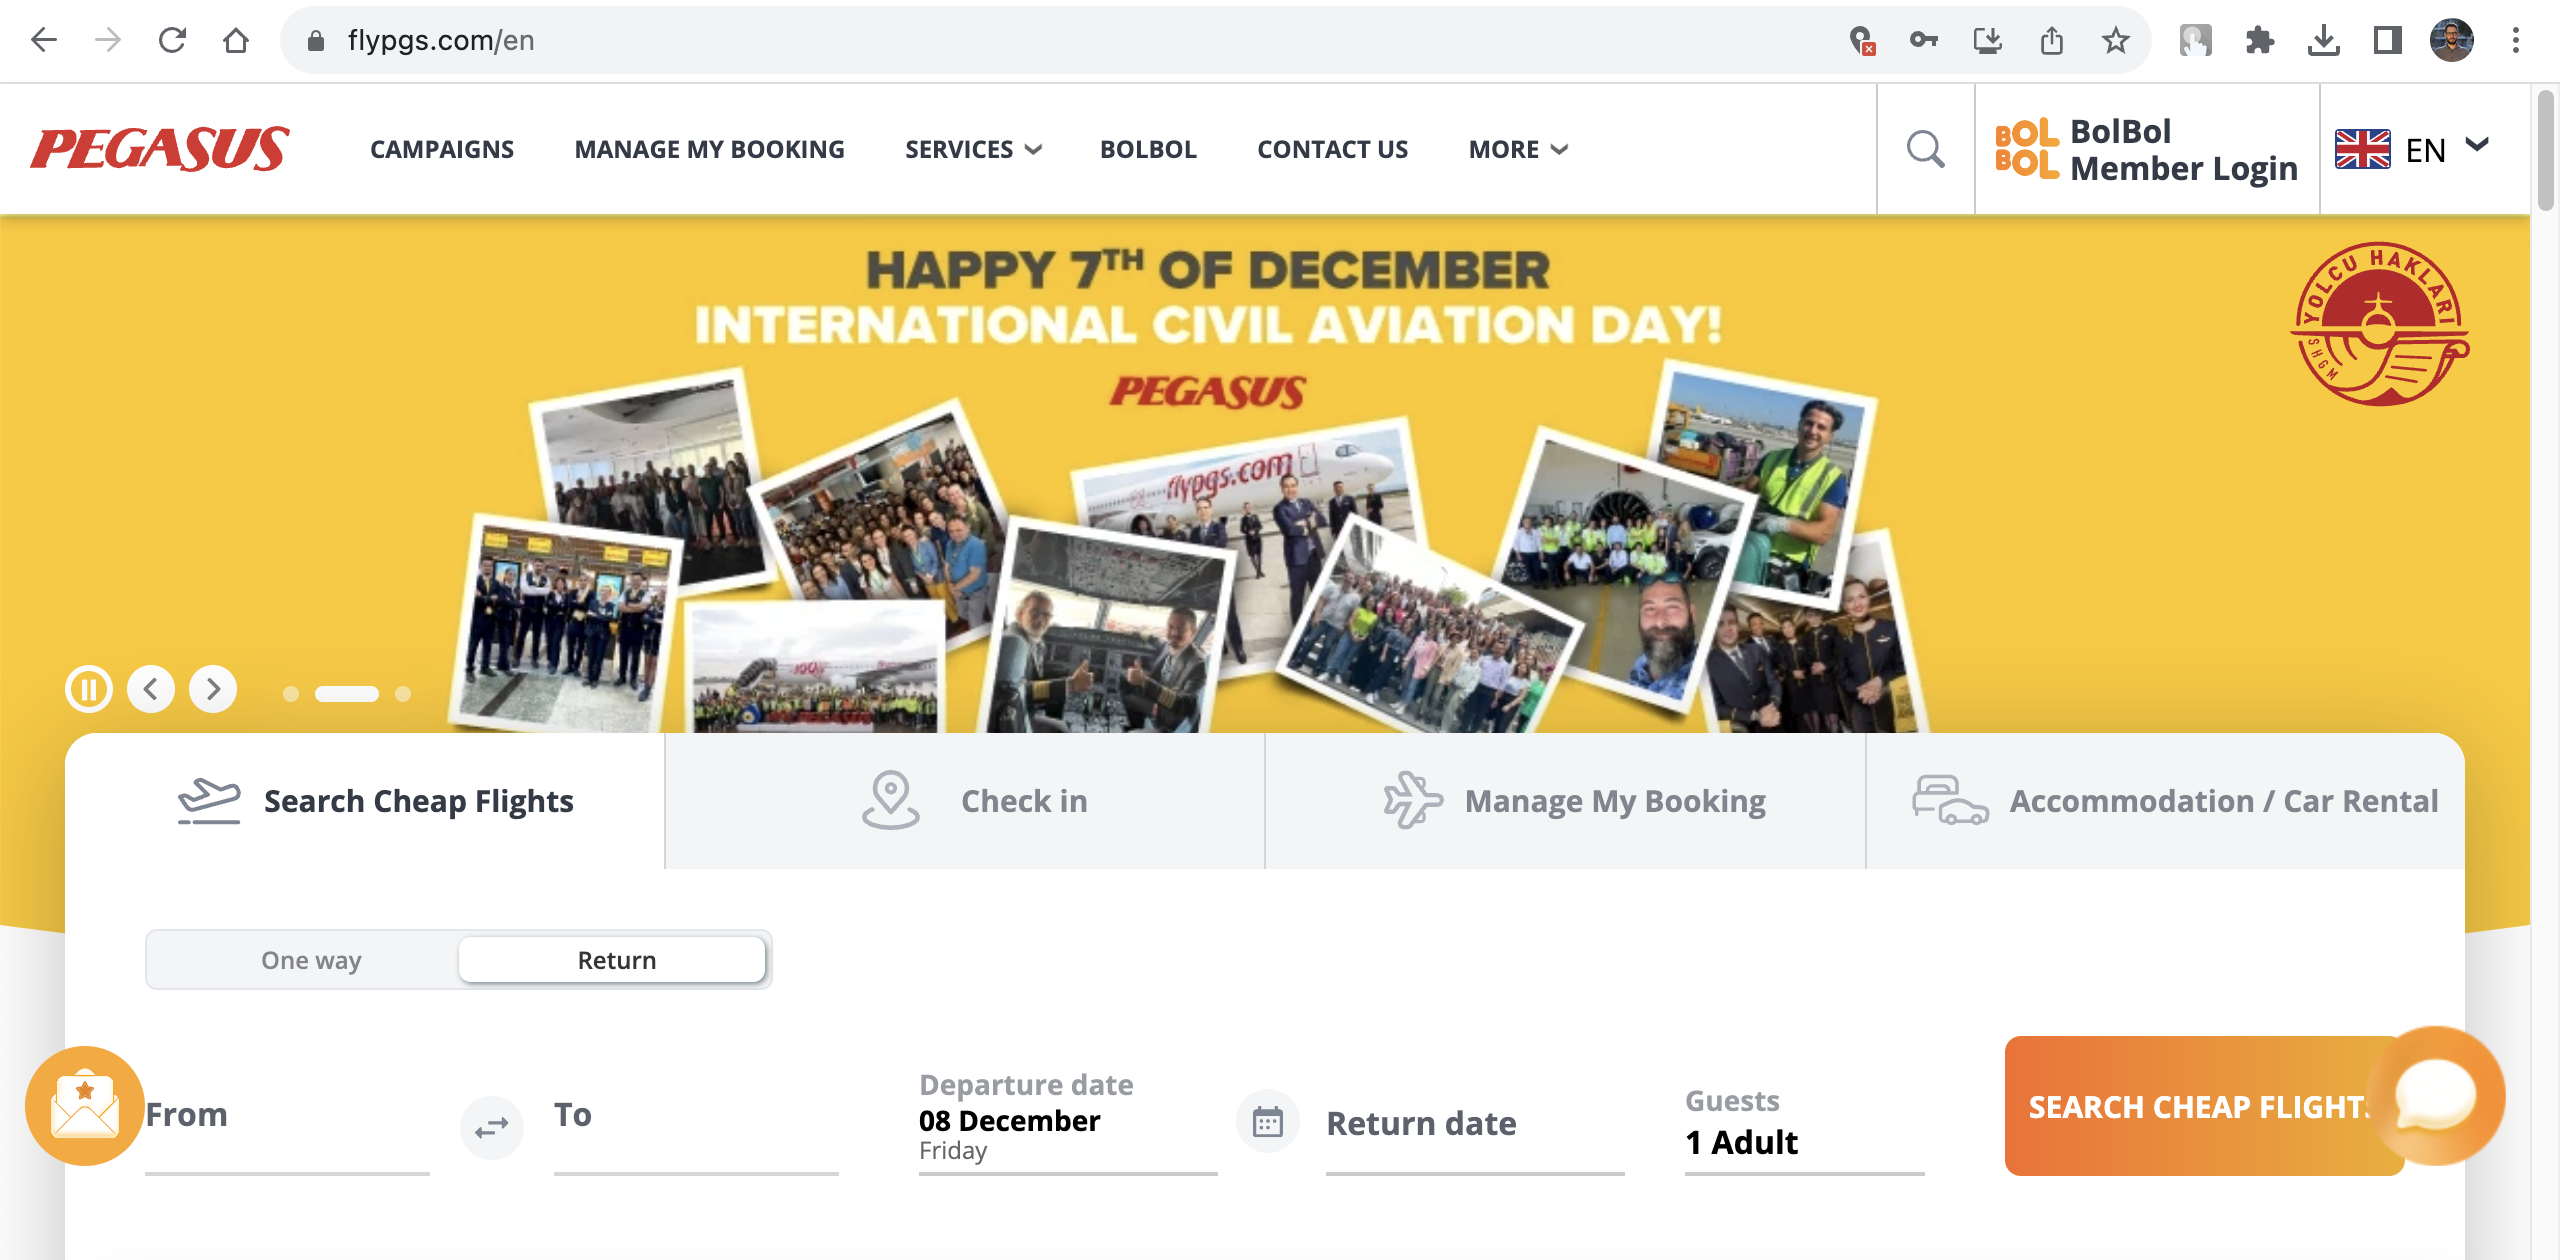 flypgs.com/en
PEGASUS
CAMPAIGNS
MANAGE MY BOOKING
SERVICES
BOLBOL
CONTACT US
MORE
BOL
BOL
BolBol
Member Login
EN
HAPPY 7TH OF DECEMBER
INTERNATIONAL CIVIL AVIATION DAY!
PEGASUS
YOLCU HAKLARI
SHGM
flypgs.com
100
Search Cheap Flights
Check in
Manage My Booking
Accommodation / Car Rental
One way
Return
From
To
Departure date
08 December
Friday
Return date
Guests
1 Adult
SEARCH CHEAP FLIGHTS